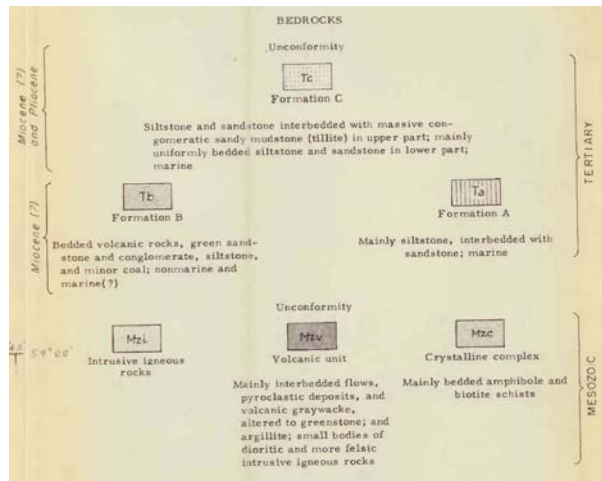 BEDROCKS
Unconformity
Tc
Formation C
Siltstone and sandstone interbedded with massive con-
gomeratic sandy mudstone (tillite) in upper part; mainly
uniformly bedded siltstone and sandstone in lower part;
marine
Miocene (?)
and Pliocene
TERTIARY
Tb
Formation B
Bedded volcanic rocks, green sand-
stone and conglomerate, siltstone,
and minor coal; nonmarine and
marine(?)
Ta
Formation A
Mainly siltstone, interbedded with
sandstone; marine
Miocene (?)
Unconformity
59°00'
Mzi
Intrusive igneous
rocks
Mzv
Volcanic unit
Mainly interbedded flows,
pyroclastic deposits, and
volcanic graywacke,
altered to greenstone; and
argillite; small bodies of
dioritic and more felsic
intrusive igneous rocks
Mzc
Crystalline complex
Mainly bedded amphibole and
biotite schists
MESOZOIC